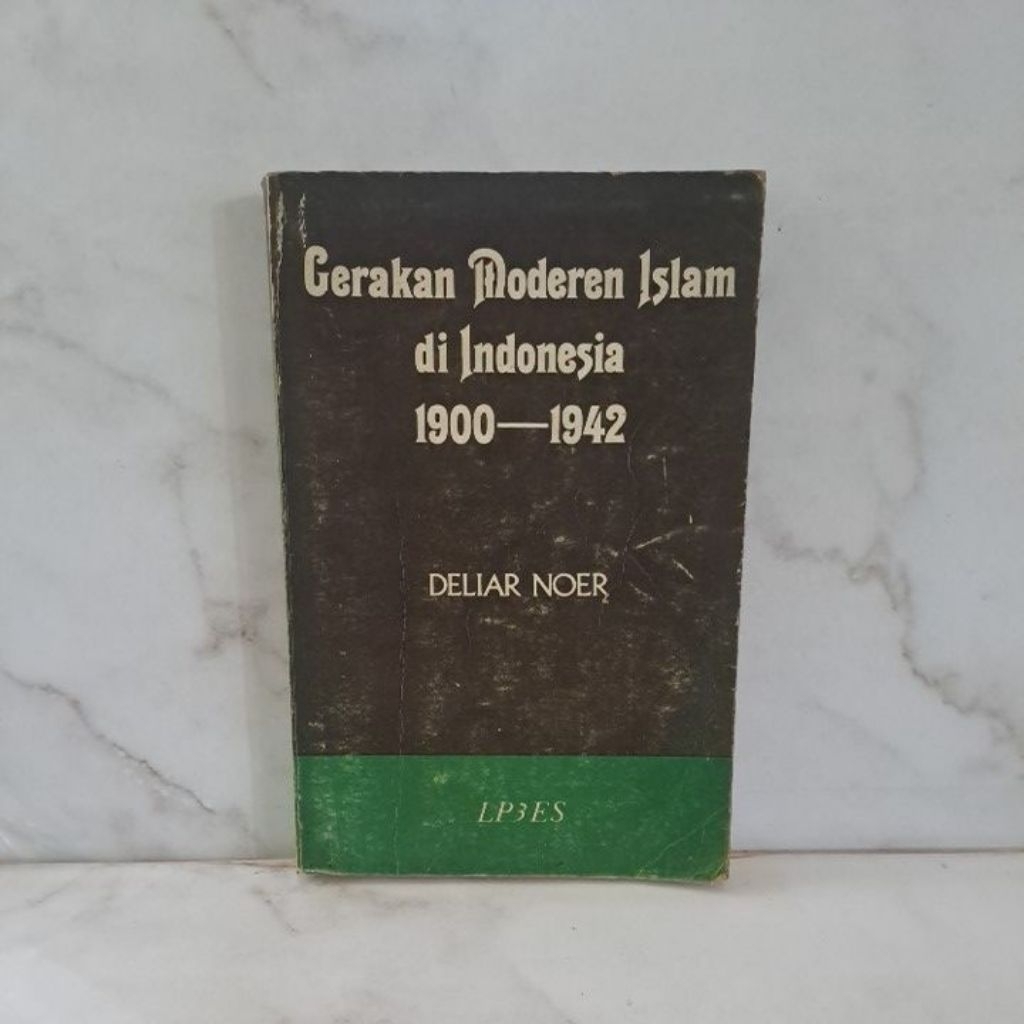 Gerakan Moderen Islam
di Indonesia
1900—1942
DELIAR NOER
LP3ES